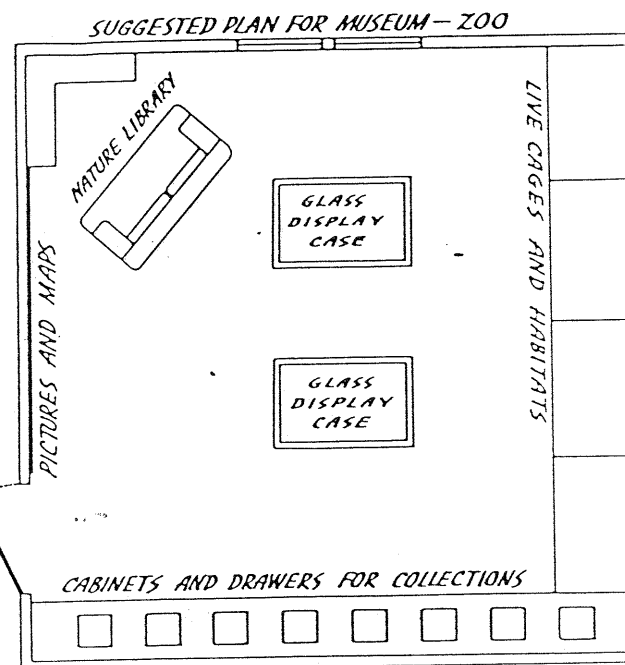 SUGGESTED PLAN FOR MUSEUM — ZOO
NATURE LIBRARY
LIVE CAGES AND HABITATS
GLASS
DISPLAY
CASE
PICTURES AND MAPS
GLASS
DISPLAY
CASE
CABINETS AND DRAWERS FOR COLLECTIONS